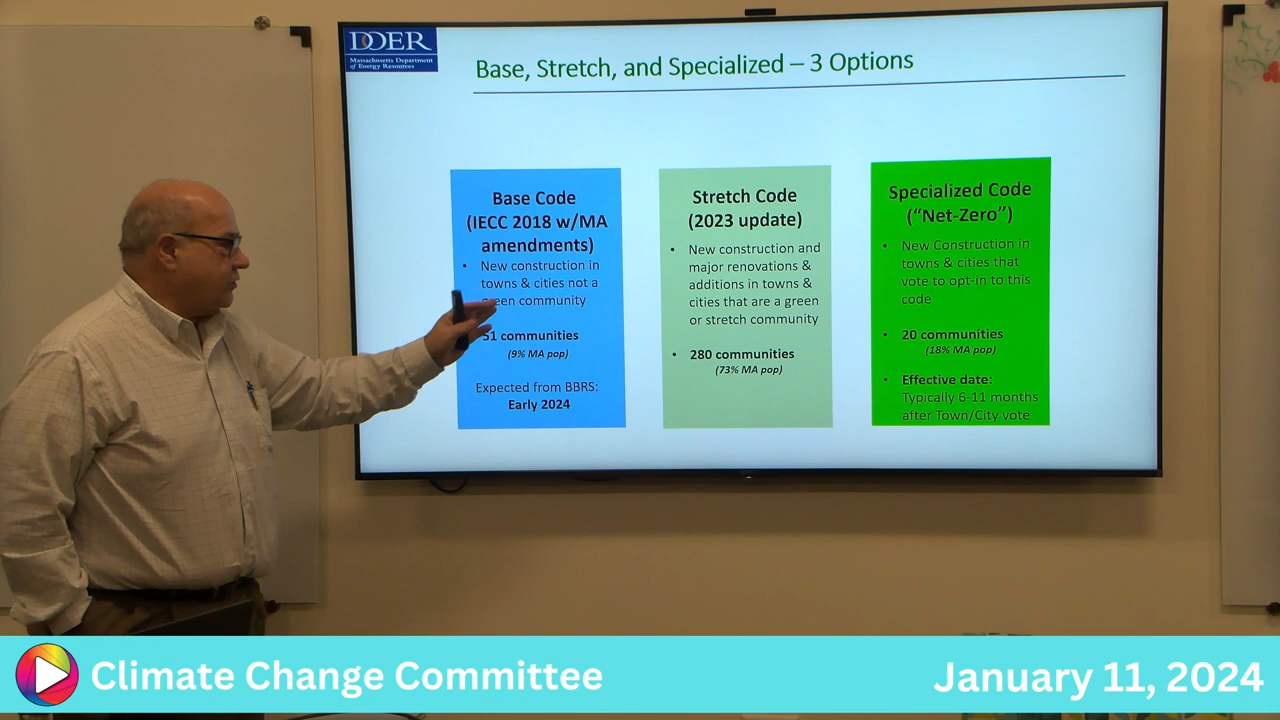 DOER
Massachusetts Department
of Energy Resources
Base, Stretch, and Specialized – 3 Options
Base Code
(IECC 2018 w/MA
amendments)
• New construction in
towns & cities not a
green community
51 communities
(9% MA pop)
Expected from BBRS:
Early 2024
Stretch Code
(2023 update)
• New construction and
major renovations &
additions in towns &
cities that are a green
or stretch community
• 280 communities
(73% MA pop)
Specialized Code
(“Net-Zero”)
• New Construction in
towns & cities that
vote to opt-in to this
code
• 20 communities
(18% MA pop)
• Effective date:
Typically 6-11 months
after Town/City vote
Climate Change Committee
January 11, 2024